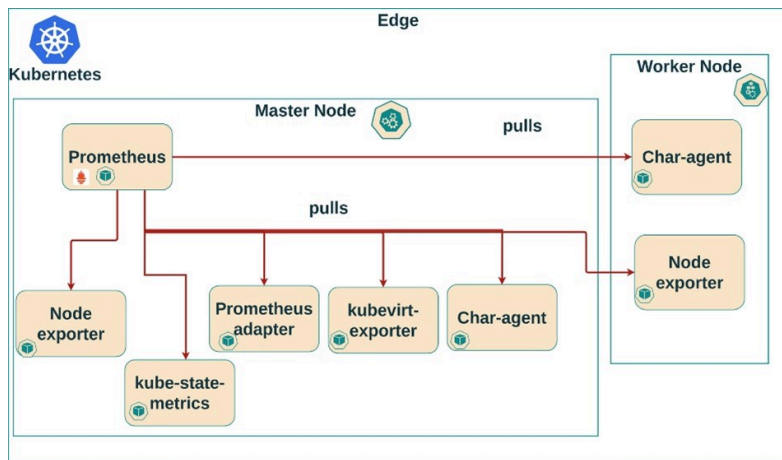 Edge
Kubernetes
Worker Node
Master Node
pulls
Prometheus
Char-agent
pulls
Node
exporter
Prometheus
adapter
kubevirt-
exporter
Char-agent
Node
exporter
kube-state-
metrics